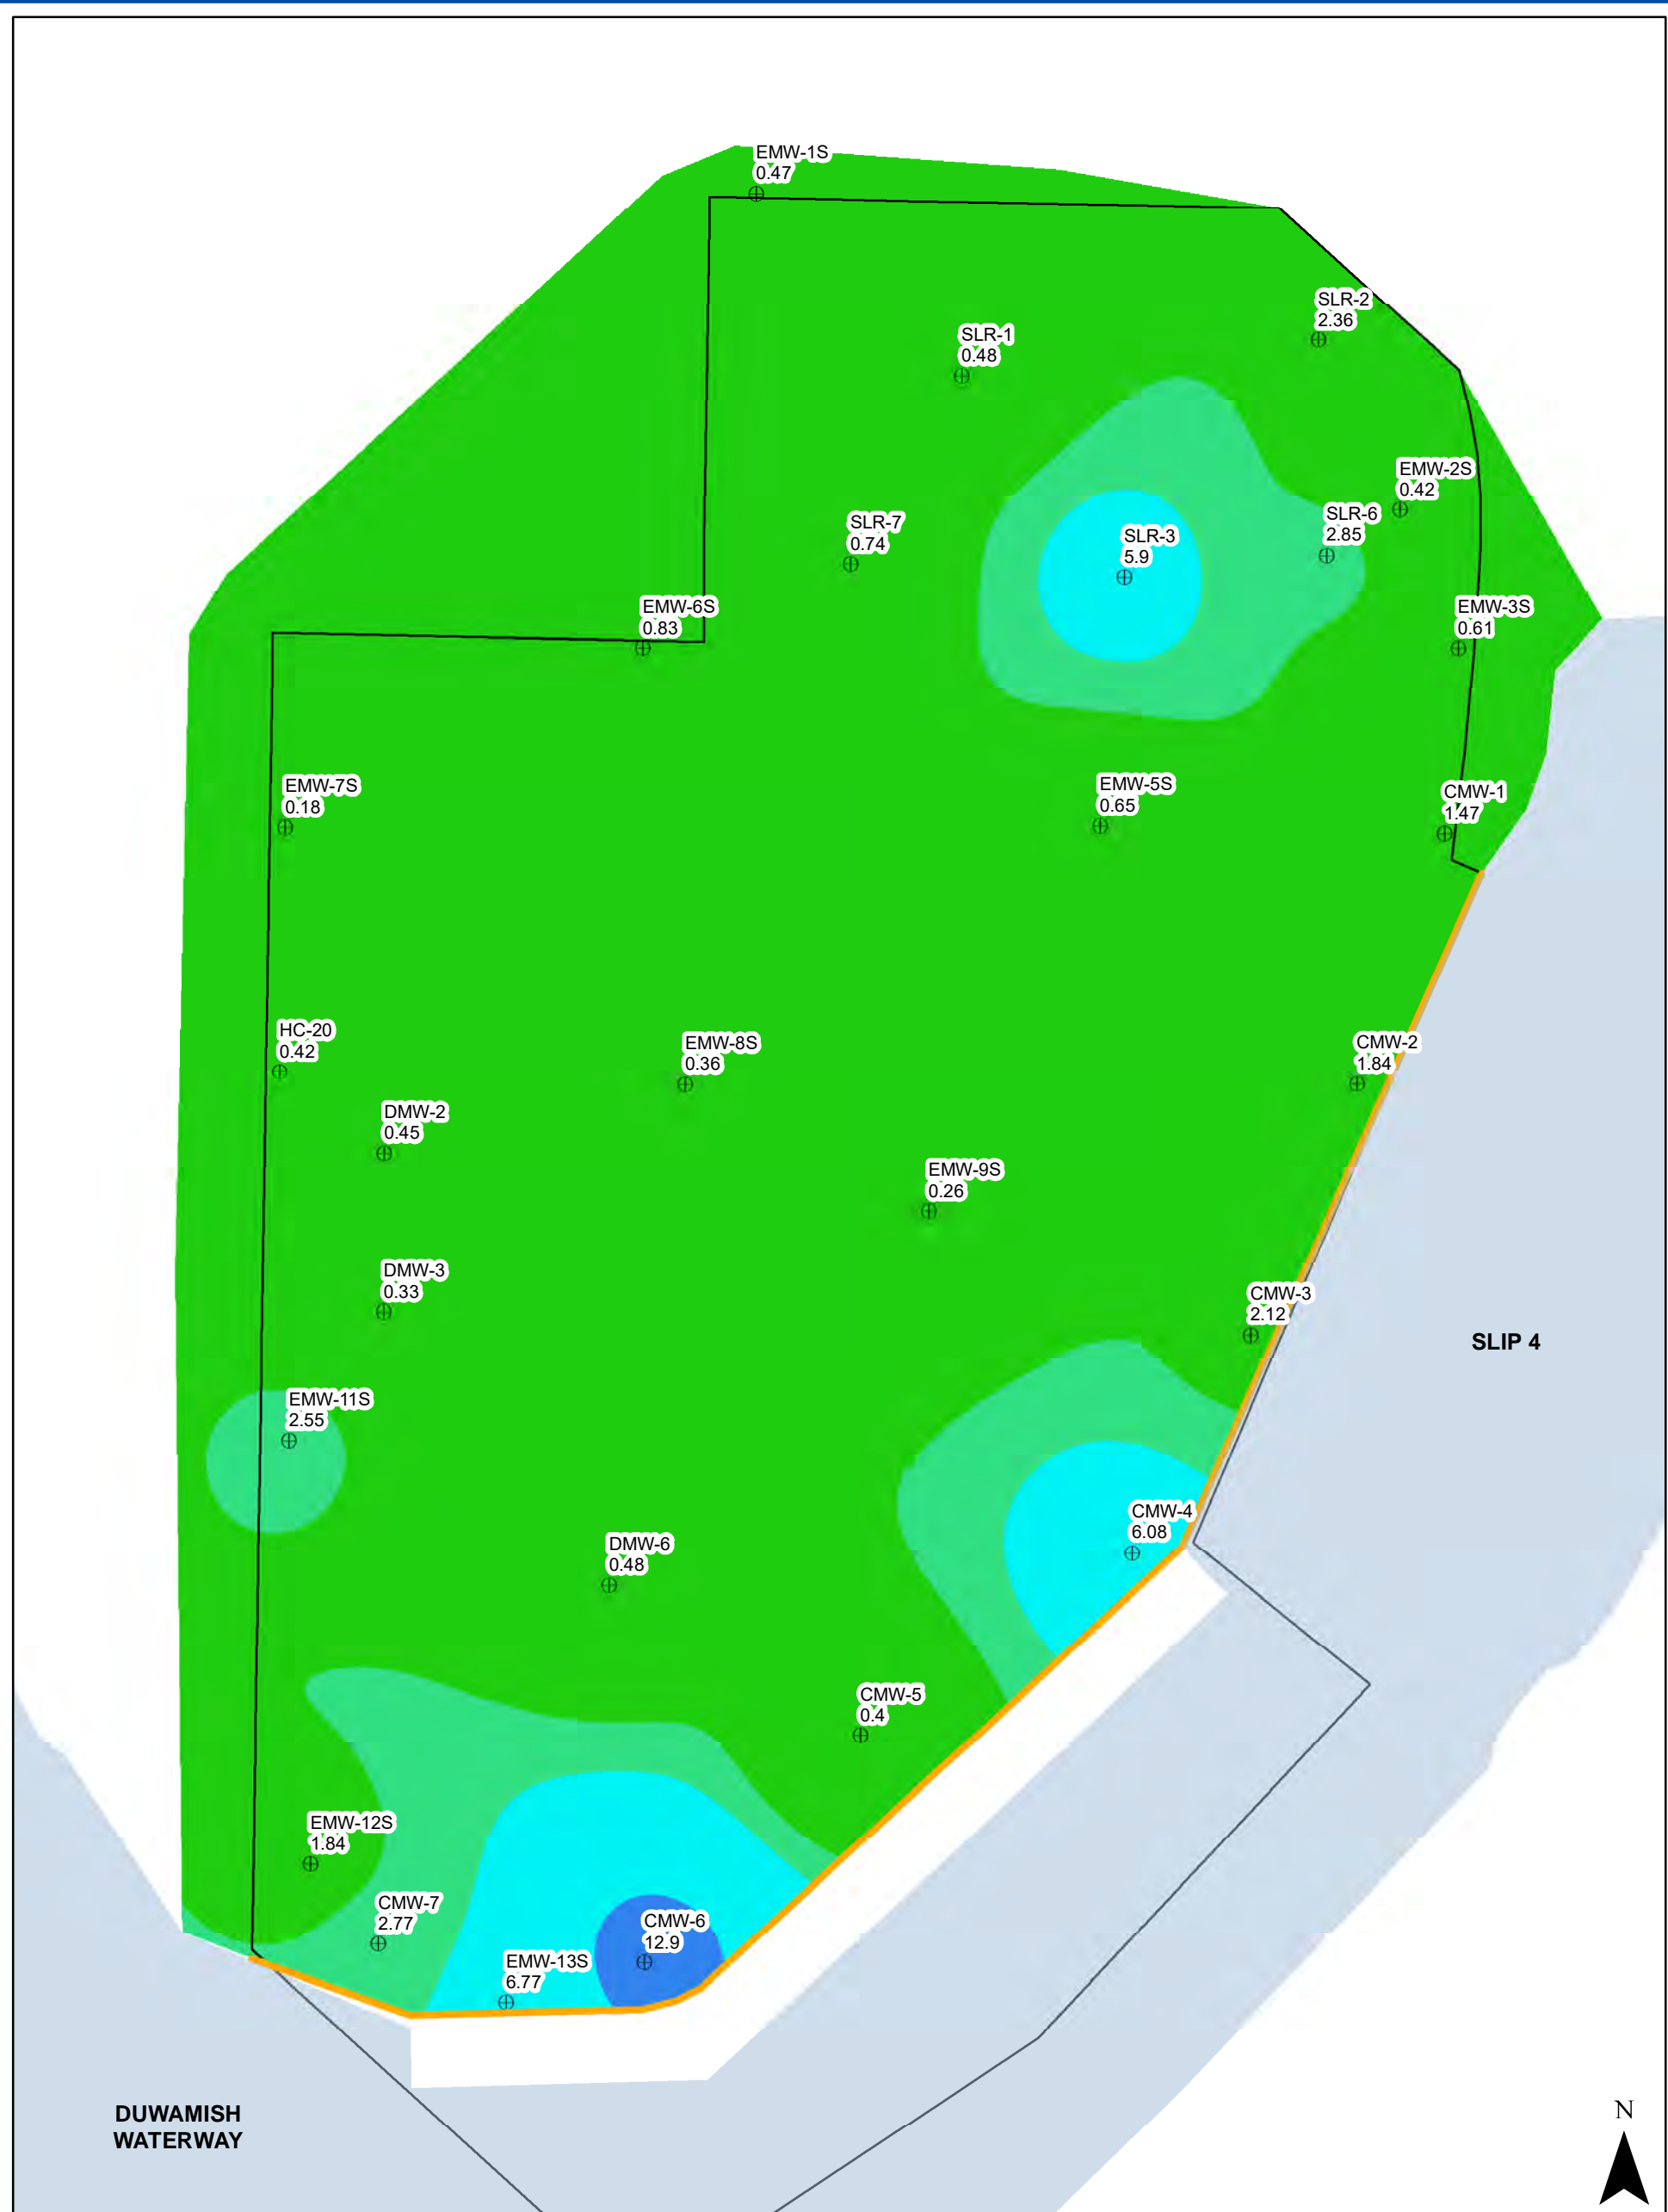 EMW-1S
0.47
SLR-2
2.36
SLR-1
0.48
EMW-2S
0.42
SLR-6
2.85
SLR-7
0.74
SLR-3
5.9
EMW-6S
0.83
EMW-3S
0.61
EMW-7S
0.18
EMW-5S
0.65
CMW-1
1.47
HC-20
0.42
EMW-8S
0.36
CMW-2
1.84
DMW-2
0.45
EMW-9S
0.26
DMW-3
0.33
CMW-3
2.12
SLIP 4
EMW-11S
2.55
CMW-4
6.08
DMW-6
0.48
CMW-5
0.4
EMW-12S
1.84
CMW-7
2.77
CMW-6
12.9
EMW-13S
6.77
DUWAMISH
WATERWAY
N